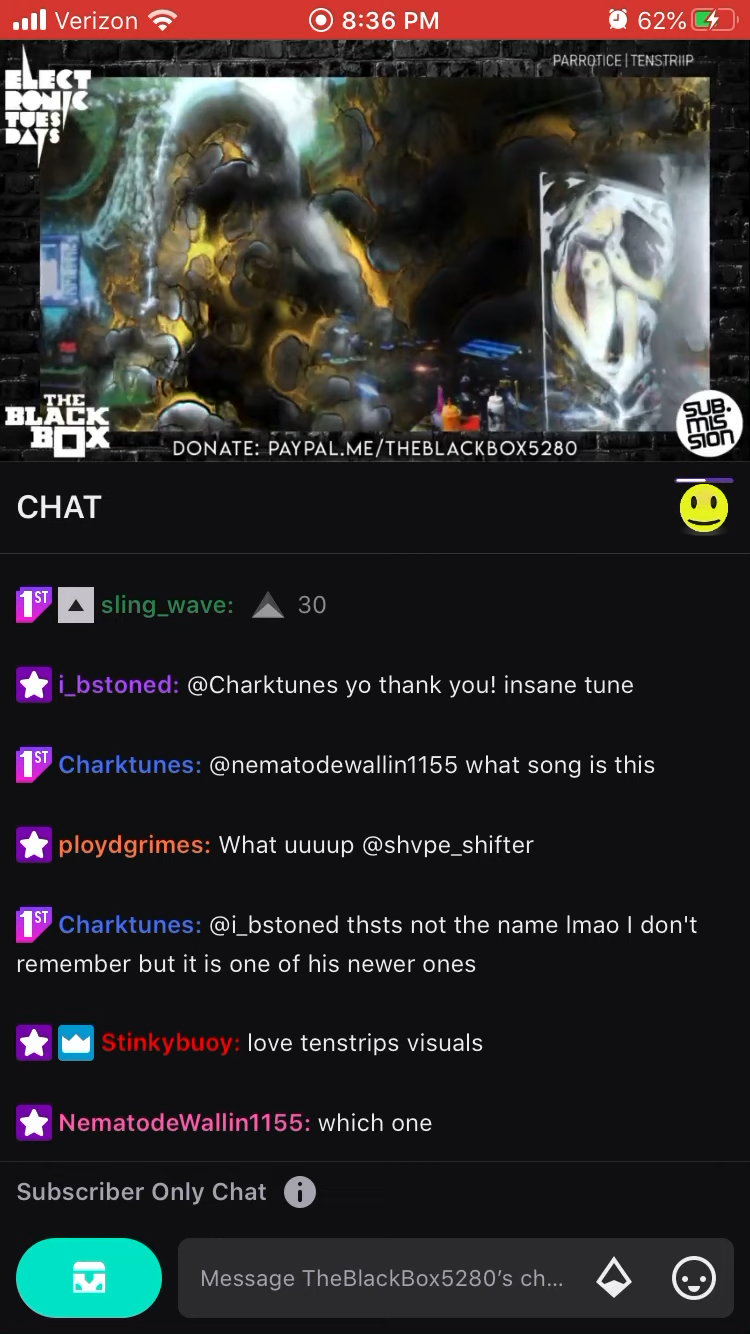 Verizon 8:36 PM 62%
PARROTICE | TENSTRIIP
ELECT
RONIC
TUES
DAYS
THE
BLACK
BOX
SUB.
MIS
SION
DONATE: PAYPAL.ME/THEBLACKBOX5280
CHAT
1ST sling_wave: 30
i_bstoned: @Charktunes yo thank you! insane tune
1ST Charktunes: @nematodewallin1155 what song is this
ploydgrimes: What uuuup @shvpe_shifter
1ST Charktunes: @i_bstoned thsts not the name lmao I don't
remember but it is one of his newer ones
Stinkybuoy: love tenstrips visuals
NematodeWallin1155: which one
Subscriber Only Chat i
Message TheBlackBox5280's ch...